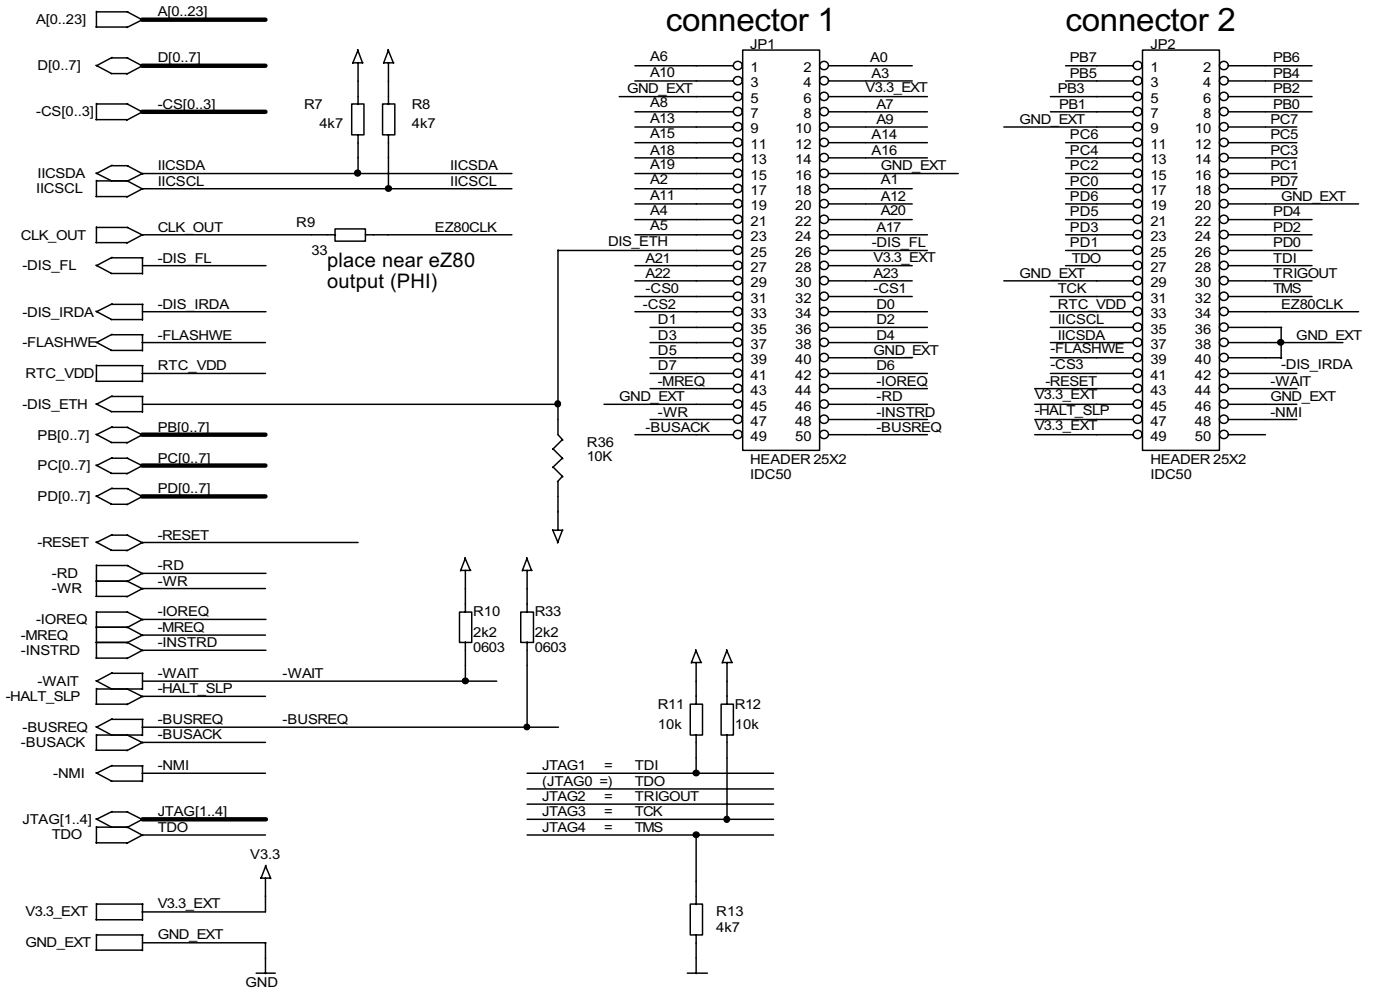 connector 1
connector 2
A[0..23] A[0..23]
D[0..7] D[0..7]
-CS[0..3] -CS[0..3]
R7
4k7
R8
4k7
IICSDA IICSDA IICSDA
IICSCL IICSCL IICSCL
CLK_OUT CLK_OUT R9 33 EZ80CLK
place near eZ80
output (PHI)
-DIS_FL -DIS_FL
-DIS_IRDA -DIS_IRDA
-FLASHWE -FLASHWE
RTC_VDD RTC_VDD
-DIS_ETH
PB[0..7] PB[0..7]
PC[0..7] PC[0..7]
PD[0..7] PD[0..7]
R36
10K
-RESET -RESET
-RD -RD
-WR -WR
-IOREQ -IOREQ
-MREQ -MREQ
-INSTRD -INSTRD
R10
2k2
0603
R33
2k2
0603
-WAIT -WAIT -WAIT
-HALT_SLP -HALT_SLP
-BUSREQ -BUSREQ -BUSREQ
-BUSACK -BUSACK
-NMI -NMI
JTAG[1..4] JTAG[1..4]
TDO TDO
V3.3
V3.3_EXT V3.3_EXT
GND_EXT GND_EXT
GND
R11
10k
R12
10k
JTAG1 = TDI
(JTAG0 =) TDO
JTAG2 = TRIGOUT
JTAG3 = TCK
JTAG4 = TMS
R13
4k7
JP1
A6 1 2 A0
A10 3 4 A3
GND_EXT 5 6 V3.3_EXT
A8 7 8 A7
A13 9 10 A9
A15 11 12 A14
A18 13 14 A16
A19 15 16 GND_EXT
A2 17 18 A1
A11 19 20 A12
A4 21 22 A20
A5 23 24 A17
DIS_ETH 25 26 -DIS_FL
A21 27 28 V3.3_EXT
A22 29 30 A23
-CS0 31 32 -CS1
-CS2 33 34 D0
D1 35 36 D2
D3 37 38 D4
D5 39 40 GND_EXT
D7 41 42 D6
-MREQ 43 44 -IOREQ
GND_EXT 45 46 -RD
-WR 47 48 -INSTRD
-BUSACK 49 50 -BUSREQ
HEADER 25X2
IDC50
JP2
PB7 1 2 PB6
PB5 3 4 PB4
PB3 5 6 PB2
PB1 7 8 PB0
GND_EXT 9 10 PC7
PC6 11 12 PC5
PC4 13 14 PC3
PC2 15 16 PC1
PC0 17 18 PD7
PD6 19 20 GND_EXT
PD5 21 22 PD4
PD3 23 24 PD2
PD1 25 26 PD0
TDO 27 28 TDI
GND_EXT 29 30 TRIGOUT
TCK 31 32 TMS
RTC_VDD 33 34 EZ80CLK
IICSCL 35 36
IICSDA 37 38 GND_EXT
-FLASHWE 39 40
-CS3 41 42 -DIS_IRDA
-RESET 43 44 -WAIT
V3.3_EXT 45 46 GND_EXT
-HALT_SLP 47 48 -NMI
V3.3_EXT 49 50
HEADER 25X2
IDC50